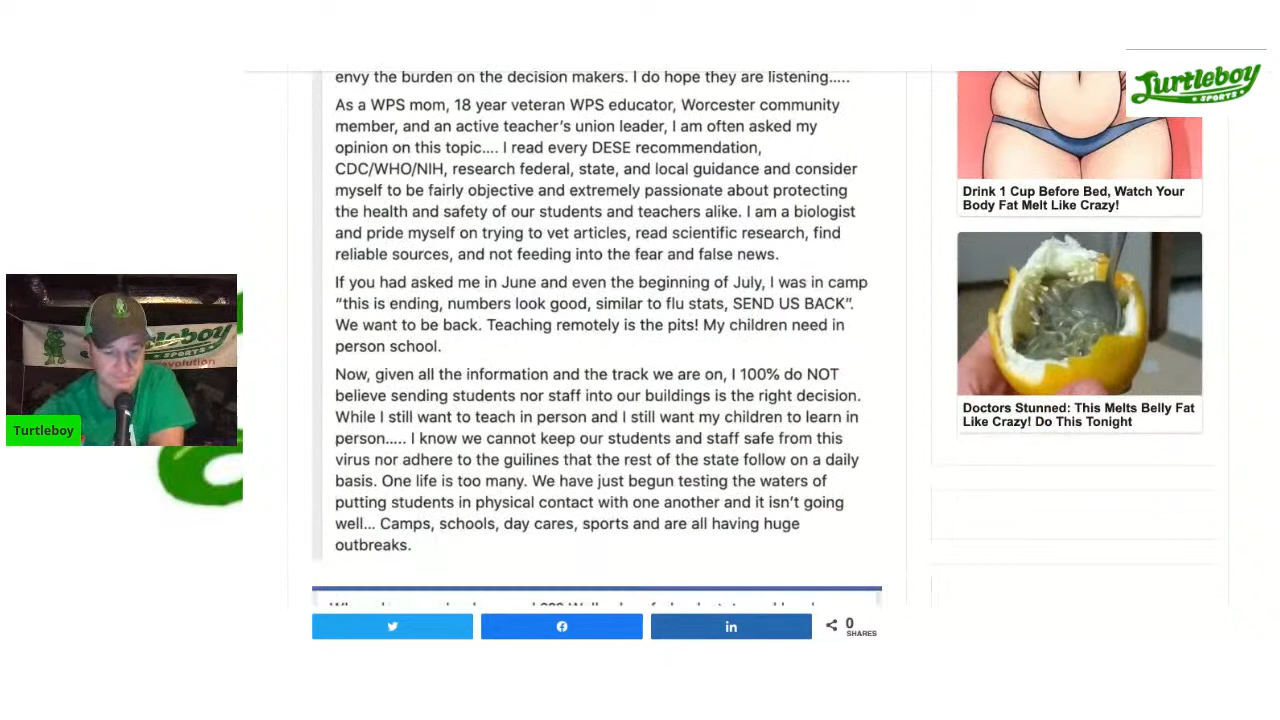 envy the burden on the decision makers. I do hope they are listening.....
As a WPS mom, 18 year veteran WPS educator, Worcester community
member, and an active teacher's union leader, I am often asked my
opinion on this topic.... I read every DESE recommendation,
CDC/WHO/NIH, research federal, state, and local guidance and consider
myself to be fairly objective and extremely passionate about protecting
the health and safety of our students and teachers alike. I am a biologist
and pride myself on trying to vet articles, read scientific research, find
reliable sources, and not feeding into the fear and false news.
If you had asked me in June and even the beginning of July, I was in camp
“this is ending, numbers look good, similar to flu stats, SEND US BACK”.
We want to be back. Teaching remotely is the pits! My children need in
person school.
Now, given all the information and the track we are on, I 100% do NOT
believe sending students nor staff into our buildings is the right decision.
While I still want to teach in person and I still want my children to learn in
person..... I know we cannot keep our students and staff safe from this
virus nor adhere to the guilines that the rest of the state follow on a daily
basis. One life is too many. We have just begun testing the waters of
putting students in physical contact with one another and it isn't going
well... Camps, schools, day cares, sports and are all having huge
outbreaks.
0
SHARES
Turtleboy
SPORTS
Drink 1 Cup Before Bed, Watch Your
Body Fat Melt Like Crazy!
Doctors Stunned: This Melts Belly Fat
Like Crazy! Do This Tonight
SPORTS
Turtleboy